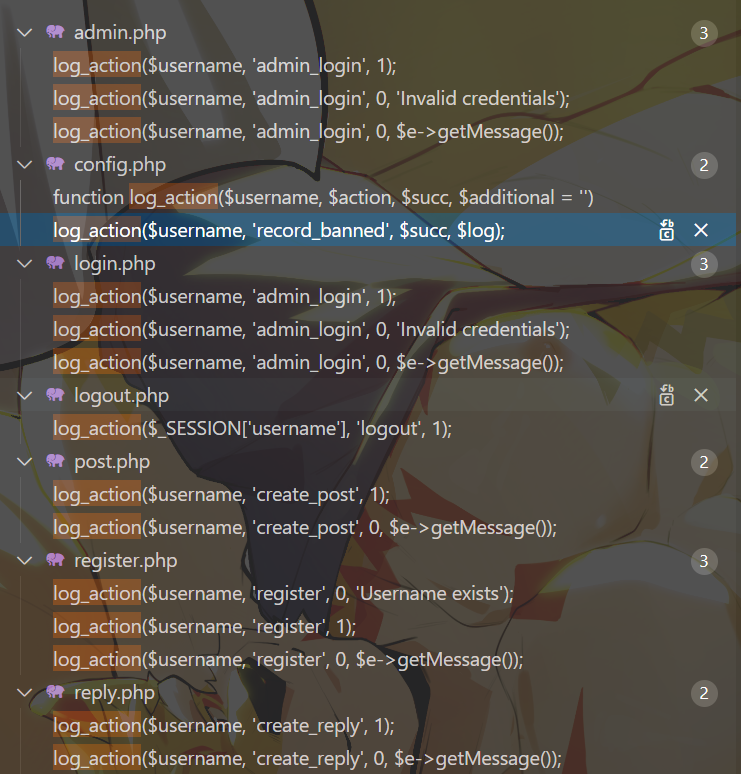 admin.php 3
log_action($username, 'admin_login', 1);
log_action($username, 'admin_login', 0, 'Invalid credentials');
log_action($username, 'admin_login', 0, $e->getMessage());
config.php 2
function log_action($username, $action, $succ, $additional = '')
log_action($username, 'record_banned', $succ, $log);
login.php 3
log_action($username, 'admin_login', 1);
log_action($username, 'admin_login', 0, 'Invalid credentials');
log_action($username, 'admin_login', 0, $e->getMessage());
logout.php
log_action($_SESSION['username'], 'logout', 1);
post.php 2
log_action($username, 'create_post', 1);
log_action($username, 'create_post', 0, $e->getMessage());
register.php 3
log_action($username, 'register', 0, 'Username exists');
log_action($username, 'register', 1);
log_action($username, 'register', 0, $e->getMessage());
reply.php 2
log_action($username, 'create_reply', 1);
log_action($username, 'create_reply', 0, $e->getMessage());